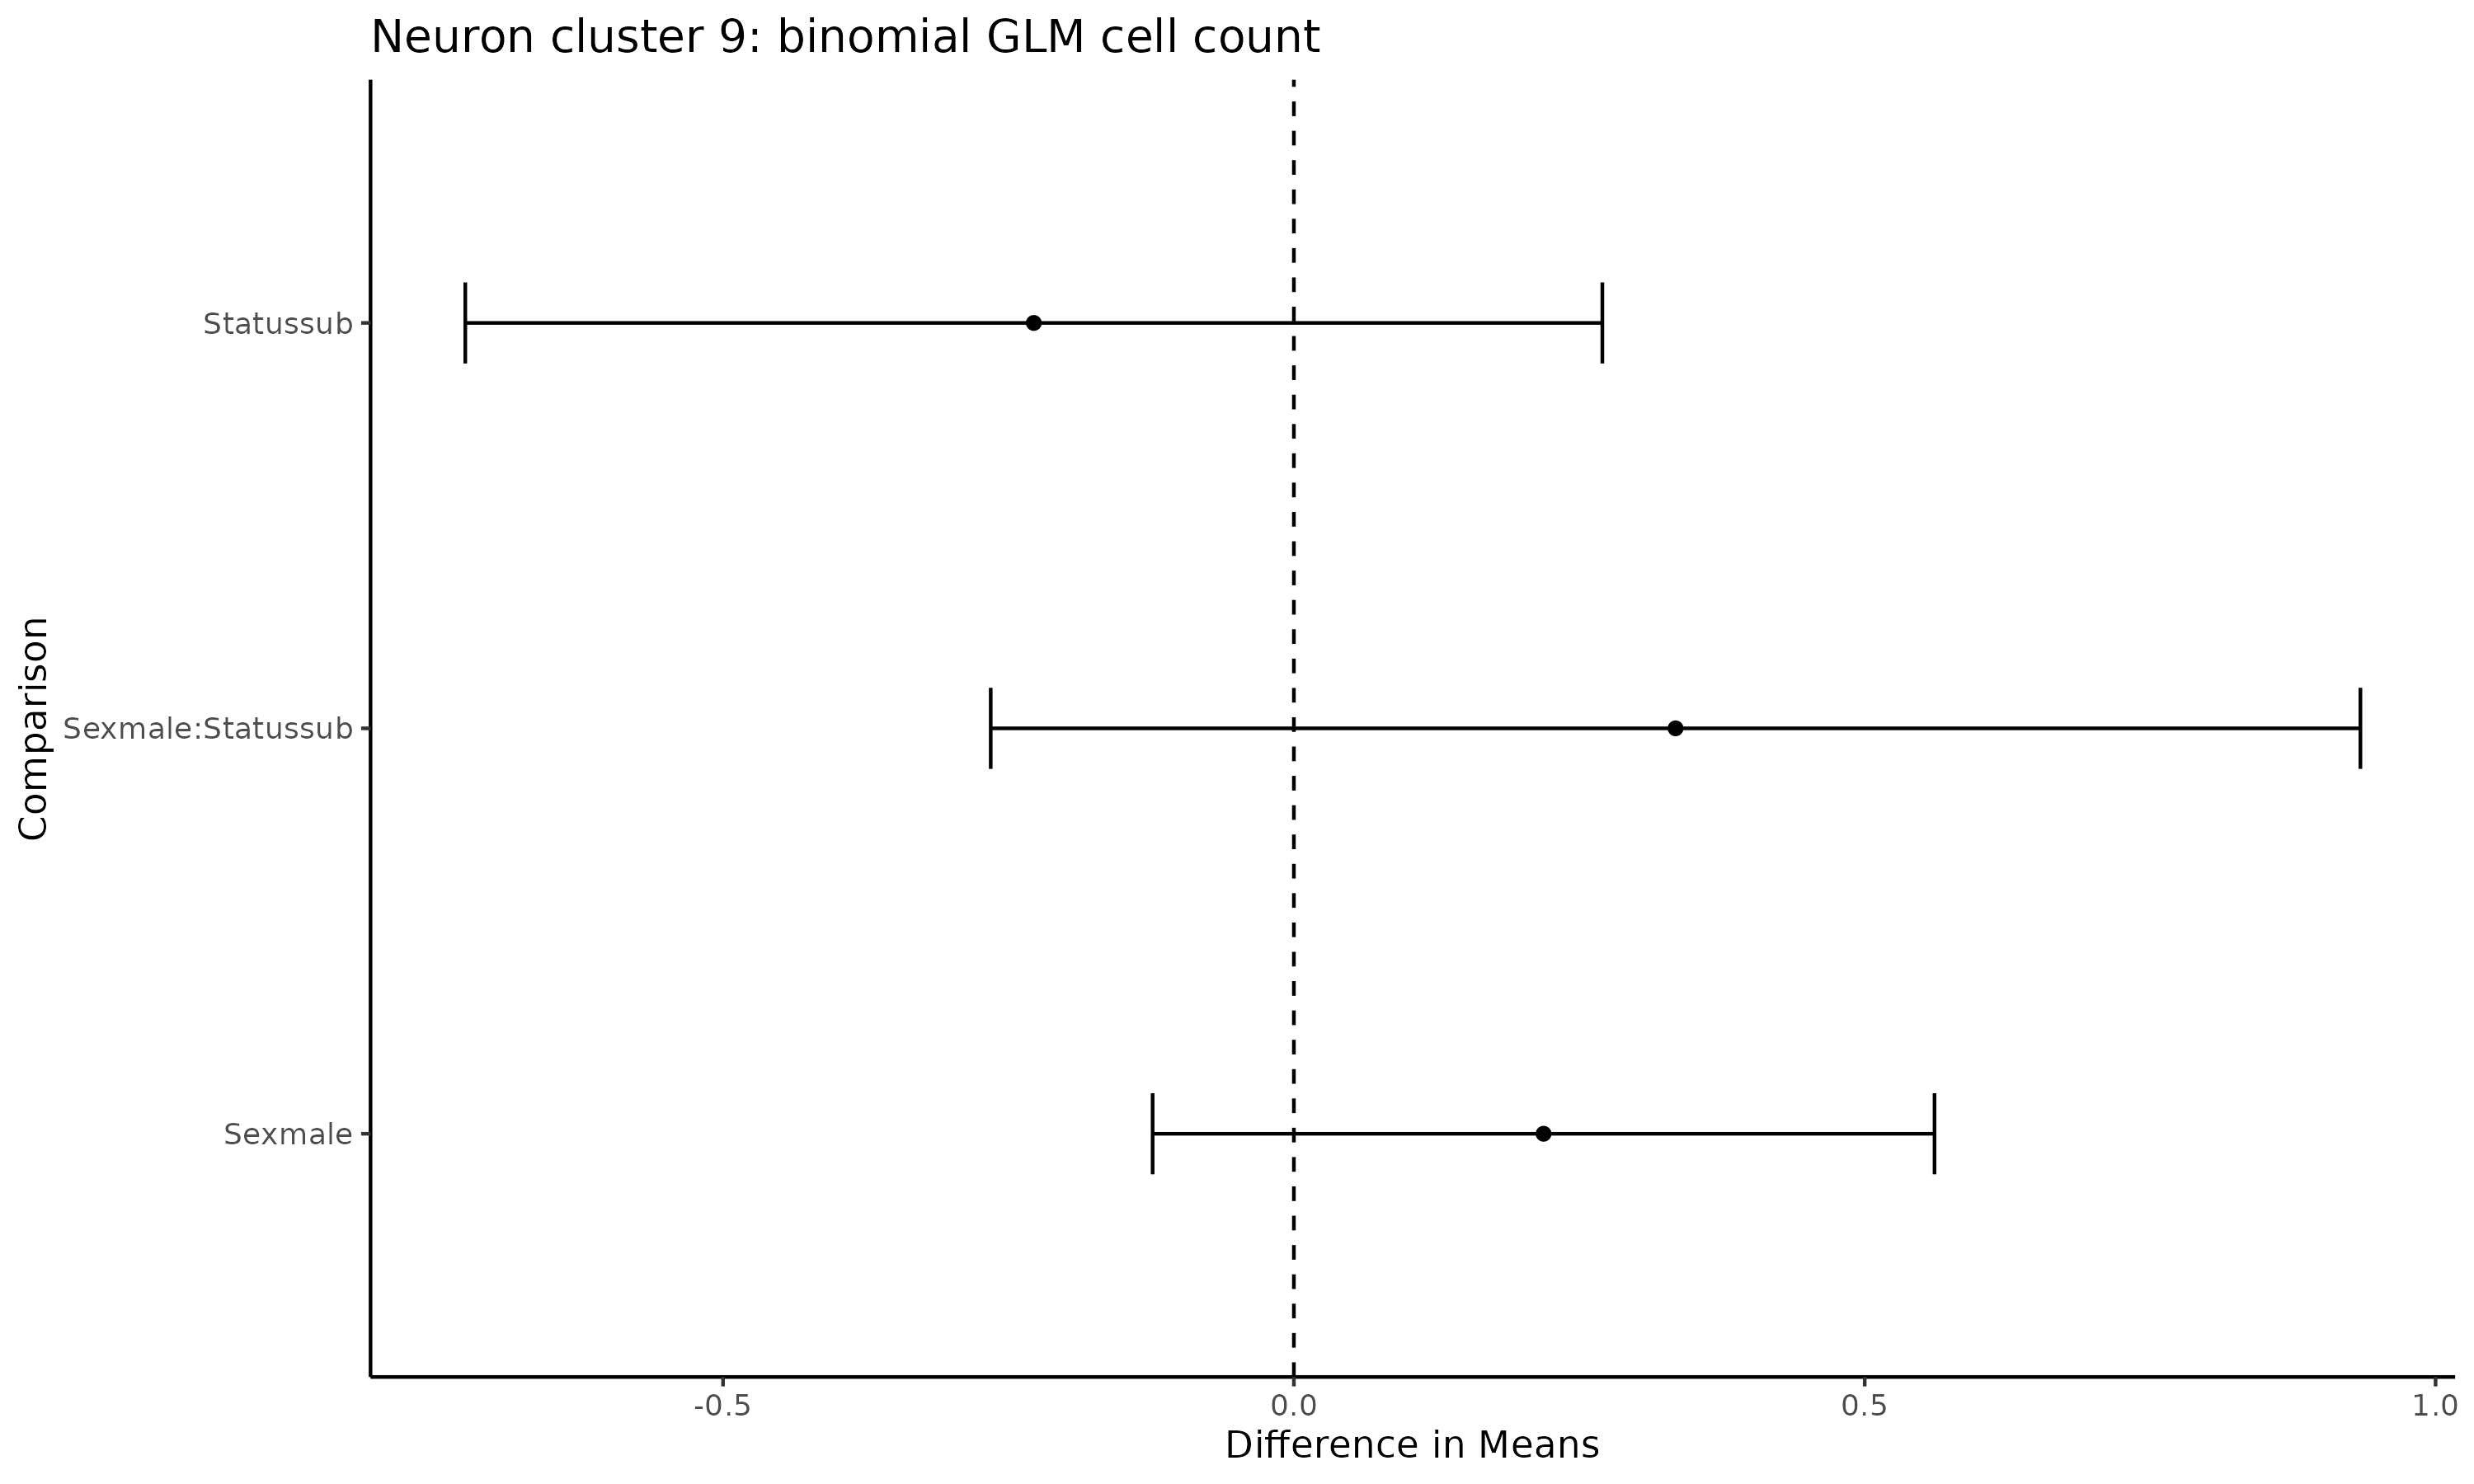 Neuron cluster 9: binomial GLM cell count
Comparison
Statussub
Sexmale:Statussub
Sexmale
-0.5
0.0
0.5
1.0
Difference in Means